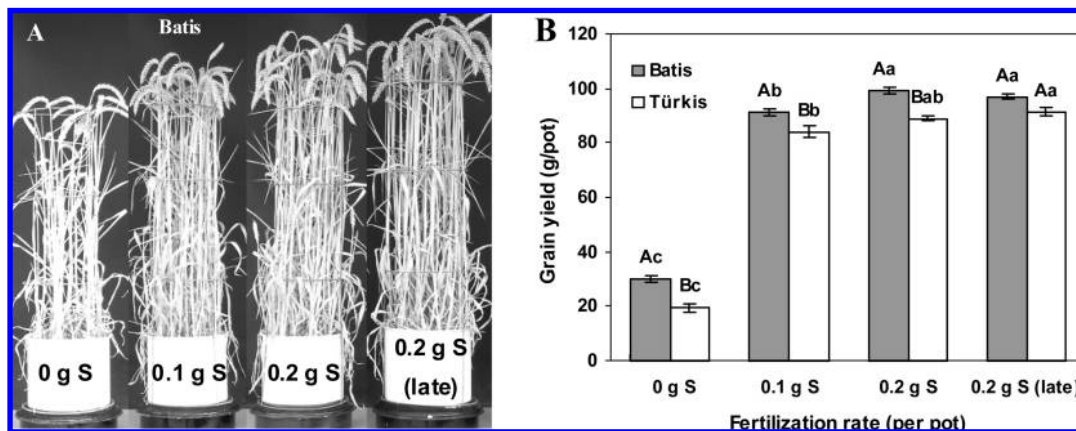 A
Batis
0 g S
0.1 g S
0.2 g S
0.2 g S
(late)
B
Grain yield (g/pot)
120
100
80
60
40
20
0
Batis
Türkis
Ac
Bc
Ab
Bb
Aa
Bab
Aa
Aa
0 g S
0.1 g S
0.2 g S
0.2 g S (late)
Fertilization rate (per pot)